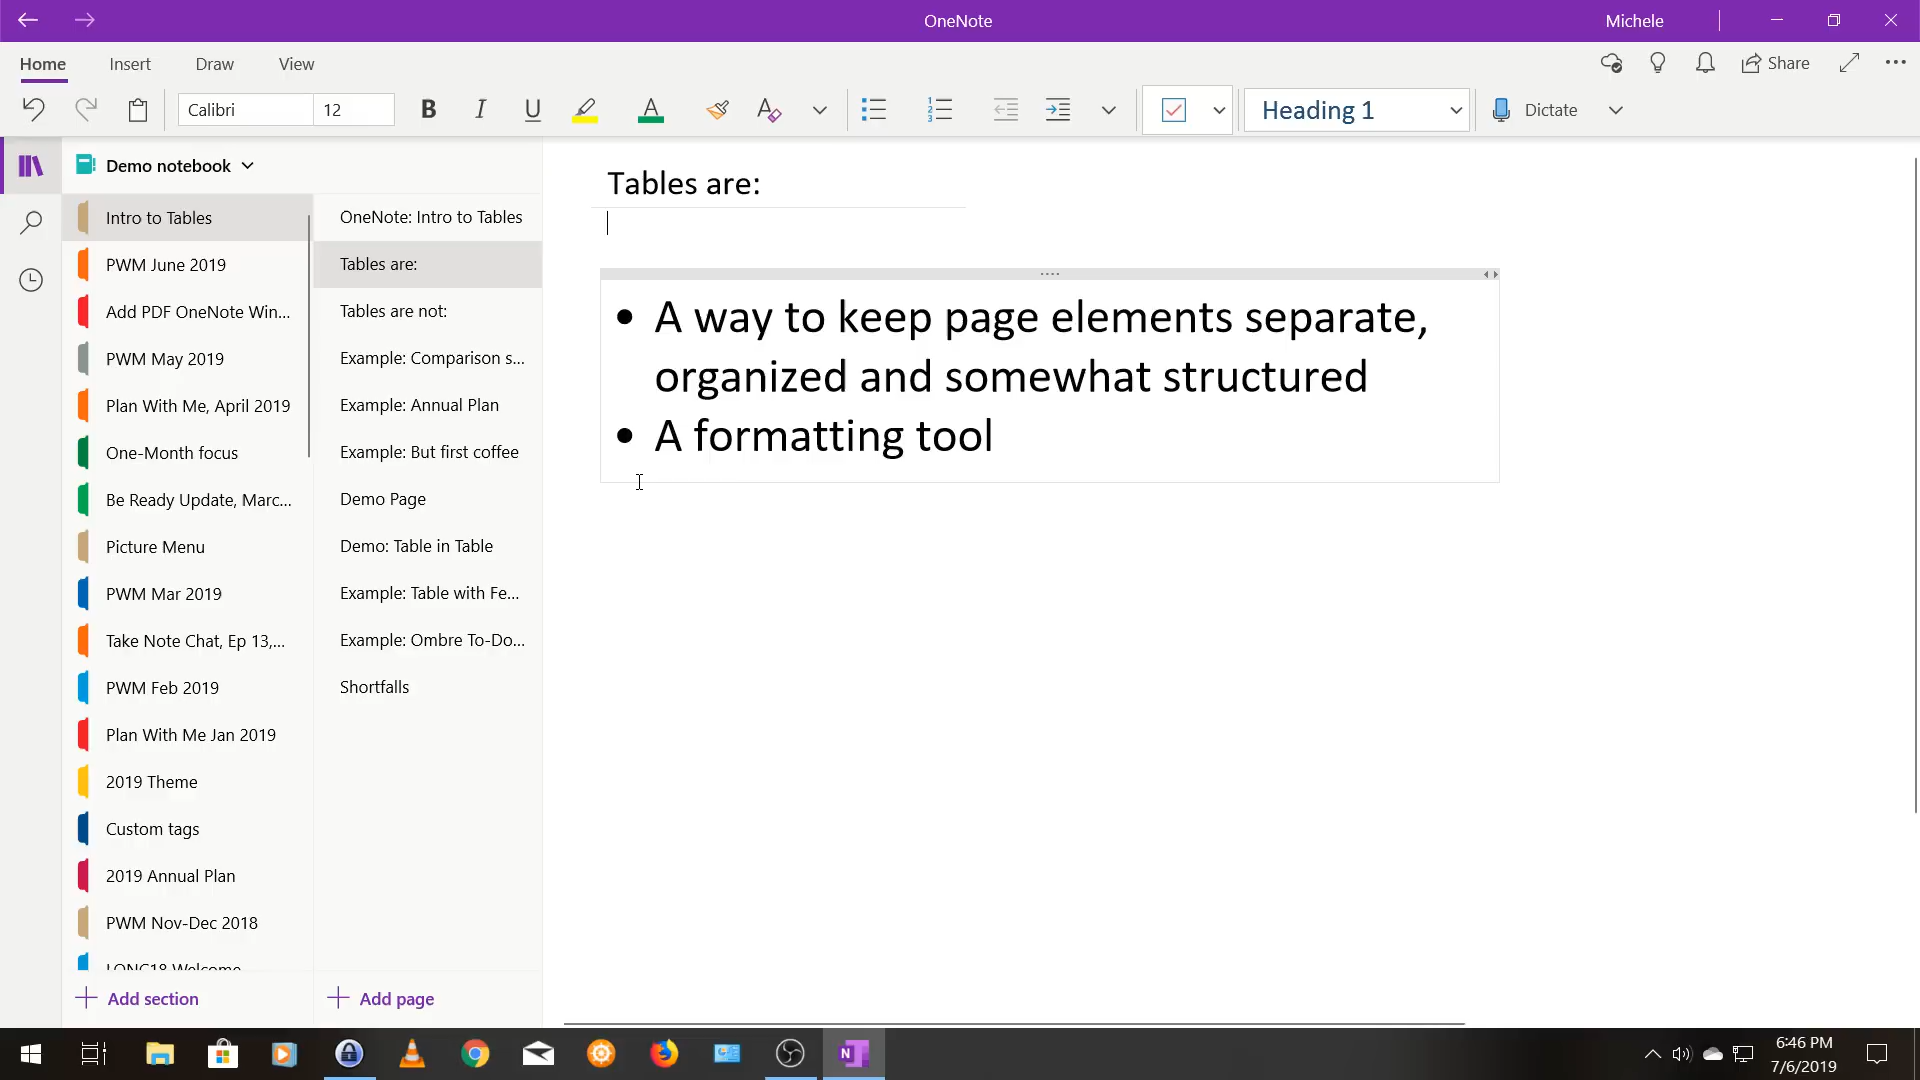 OneNote
Michele
Home
Insert
Draw
View
Share
Calibri
12
B
I
U
A
A
Heading 1
Dictate
Demo notebook
Intro to Tables
PWM June 2019
Add PDF OneNote Win...
PWM May 2019
Plan With Me, April 2019
One-Month focus
Be Ready Update, Marc...
Picture Menu
PWM Mar 2019
Take Note Chat, Ep 13,...
PWM Feb 2019
Plan With Me Jan 2019
2019 Theme
Custom tags
2019 Annual Plan
PWM Nov-Dec 2018
LONG18 Welcome
Add section
OneNote: Intro to Tables
Tables are:
Tables are not:
Example: Comparison s...
Example: Annual Plan
Example: But first coffee
Demo Page
Demo: Table in Table
Example: Table with Fe...
Example: Ombre To-Do...
Shortfalls
Add page
Tables are:
• A way to keep page elements separate,
organized and somewhat structured
• A formatting tool
N
6:46 PM
7/6/2019